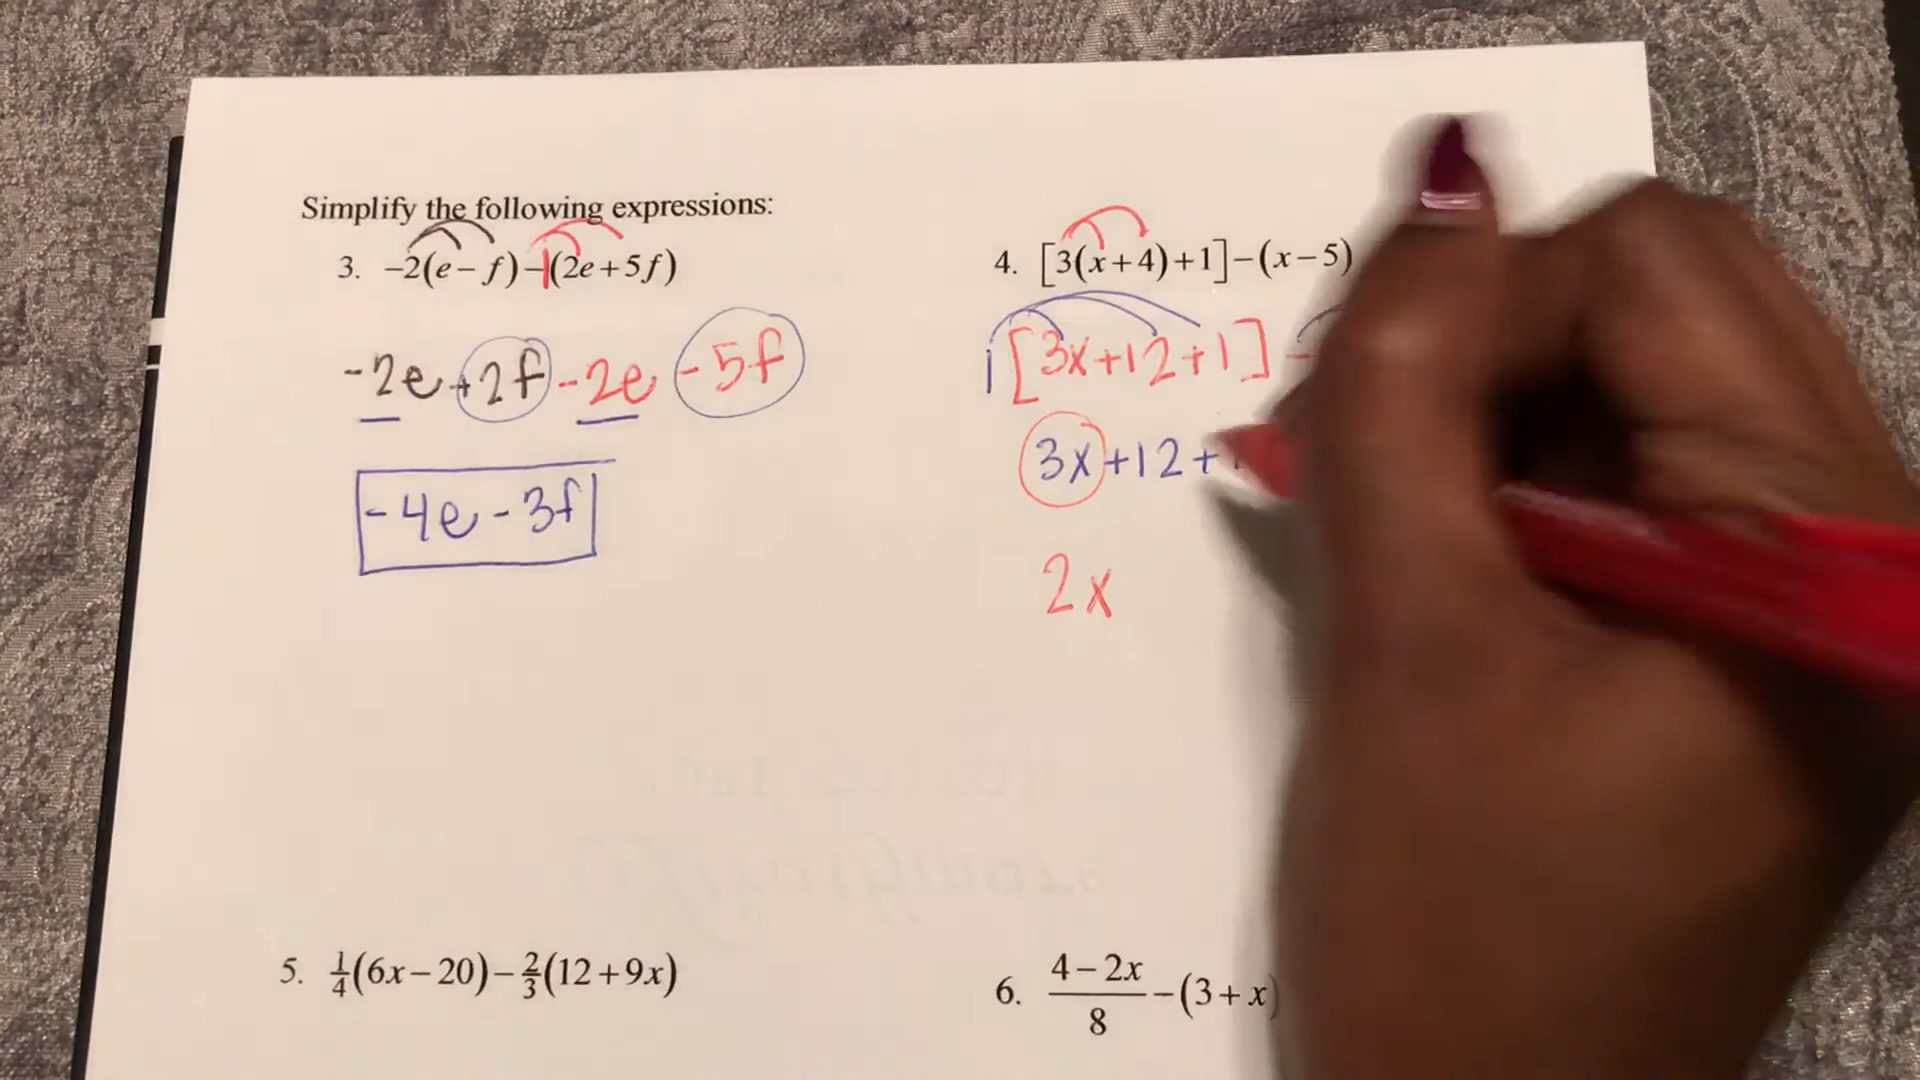 Simplify the following expressions:
3. −2(e − f) −1(2e + 5f)
-2e +2f -2e -5f
-4e - 3f
4. [3(x + 4) + 1] − (x − 5)
1[3x+12+1] -
3x+12+
2x
5. 1/4(6x − 20) − 2/3(12 + 9x)
6. (4 − 2x)/8 − (3 + x)